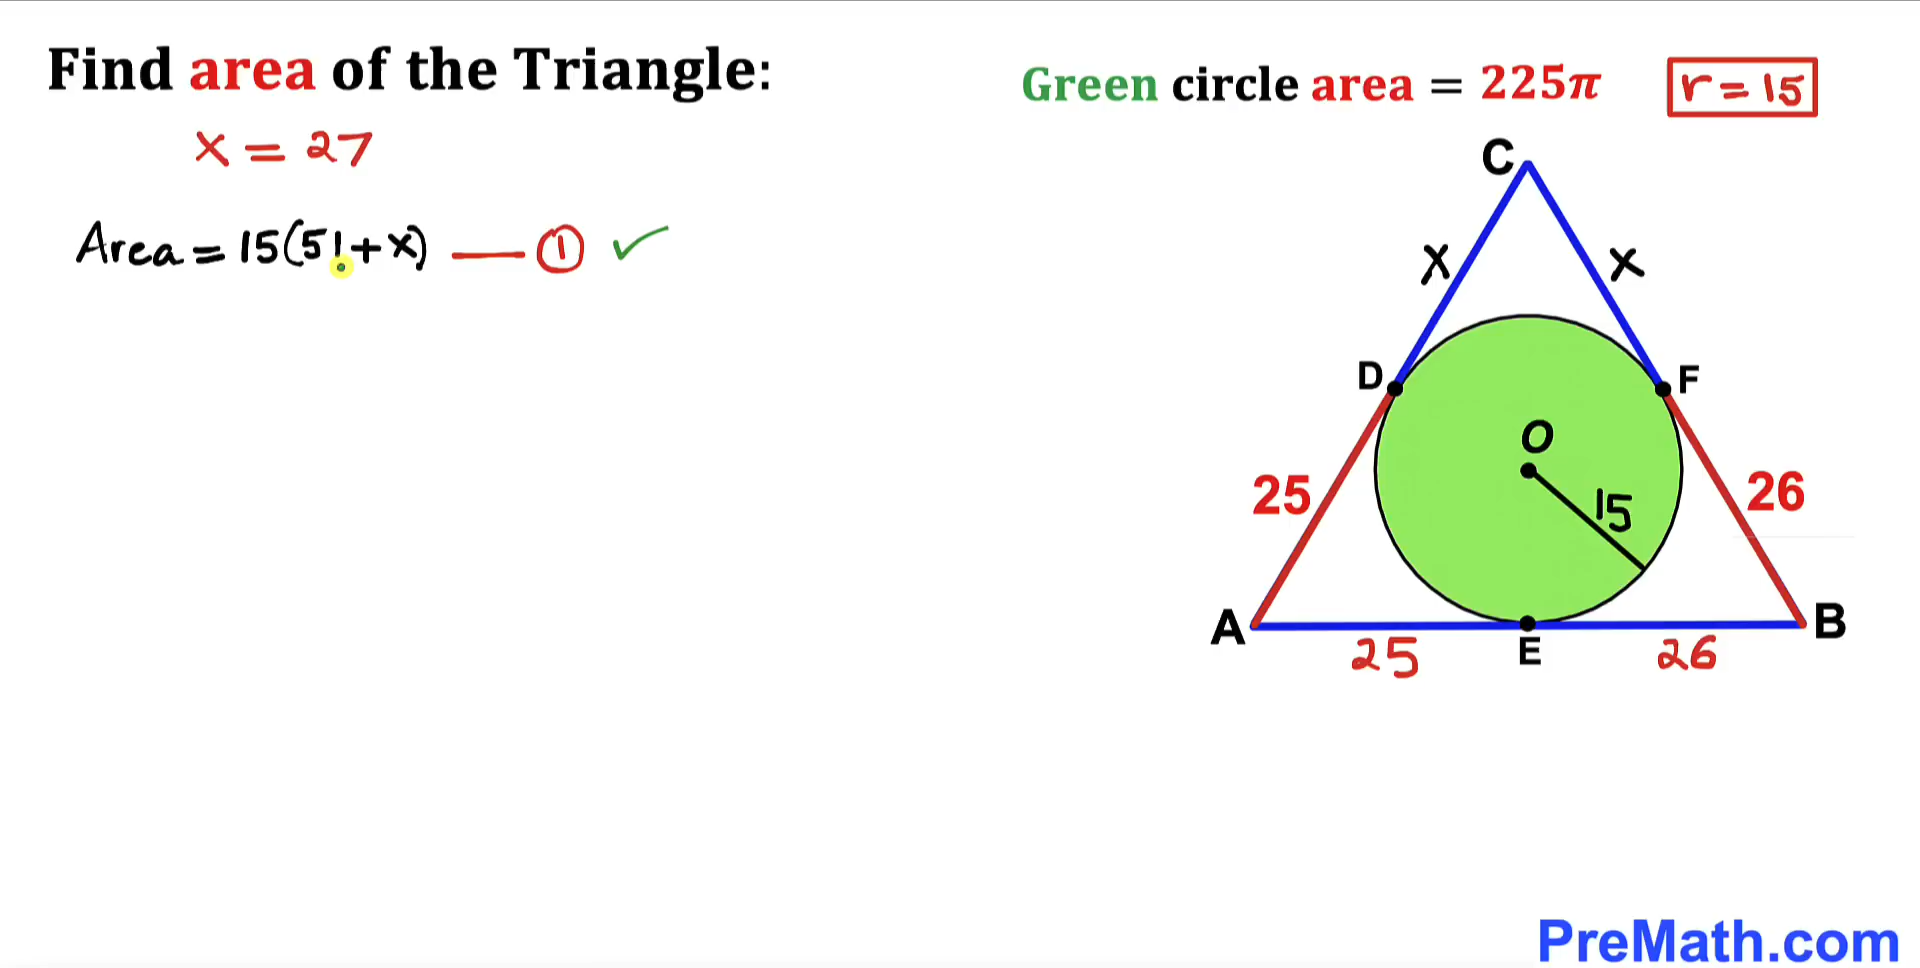 Find area of the Triangle:
Green circle area = 225π
r = 15
x = 27
Area = 15(51+x) — ①
C
x
x
D
F
O
25
15
26
A
B
25
E
26
PreMath.com